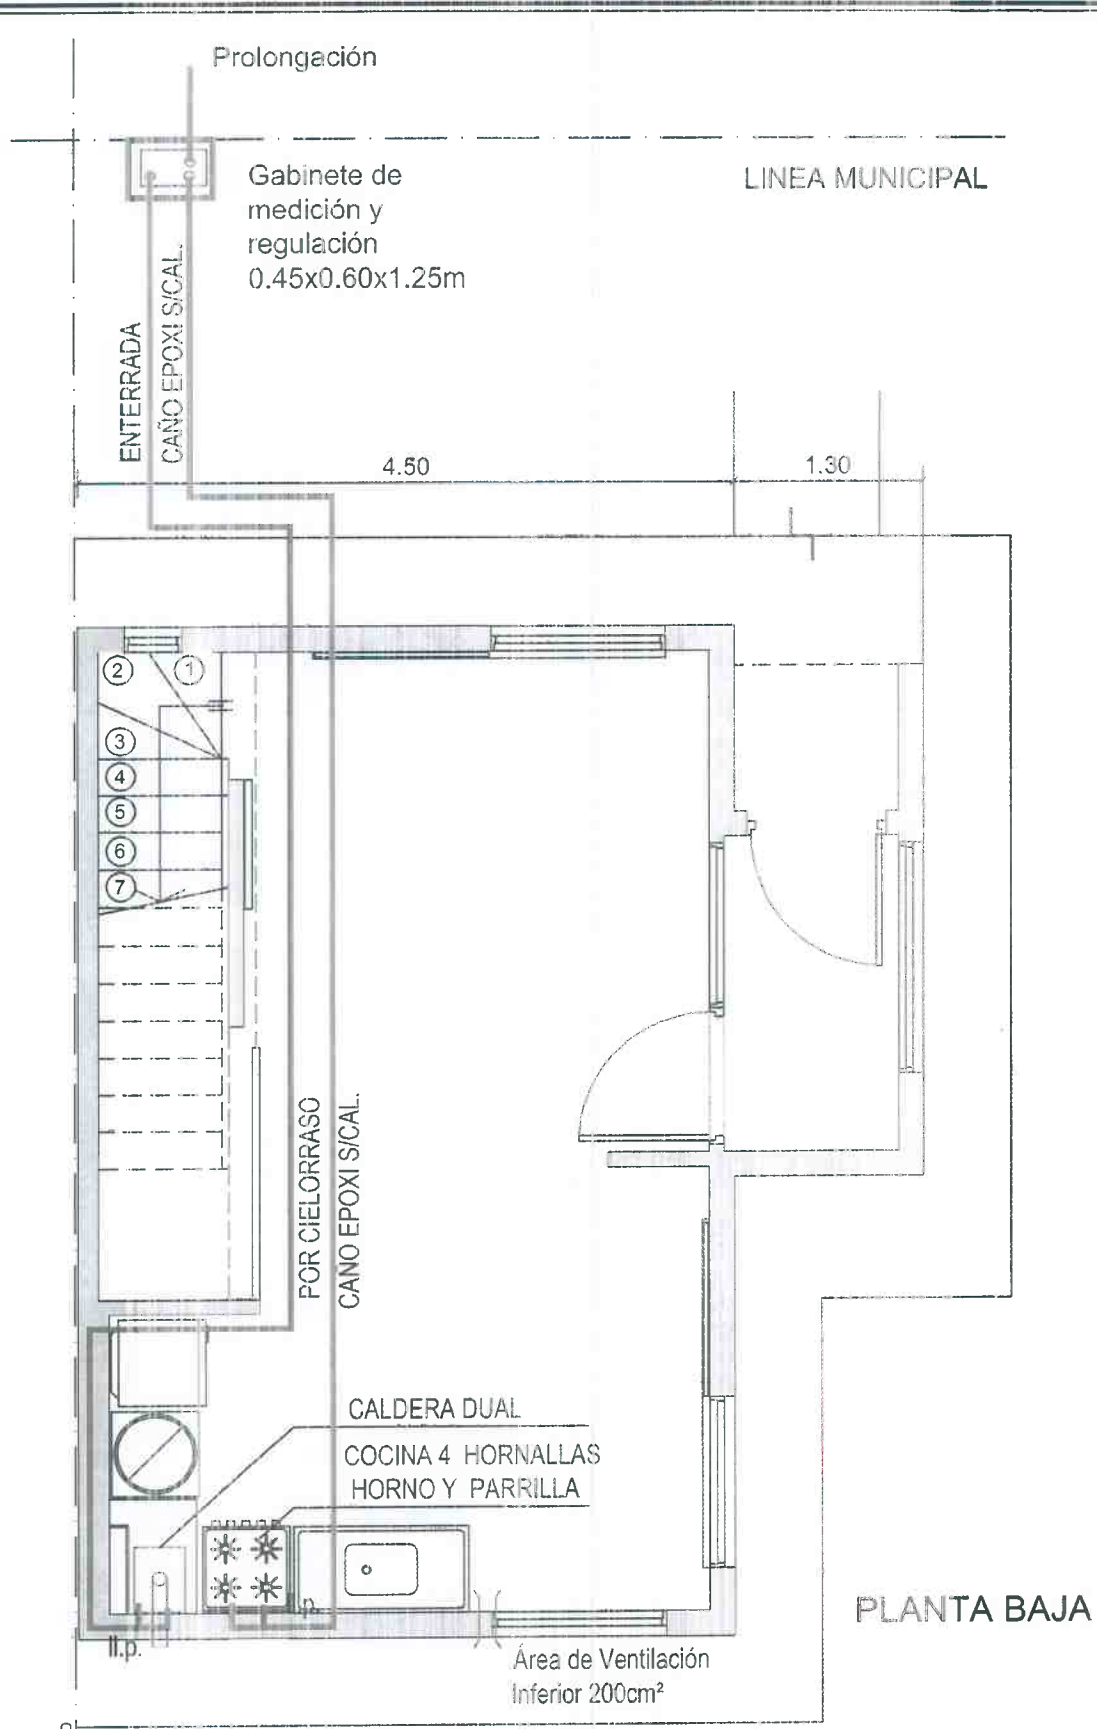 Prolongación
Gabinete de
medición y
regulación
0.45x0.60x1.25m
LINEA MUNICIPAL
ENTERRADA
CAÑO EPOXI S/CAL.
4.50
1.30
2
1
3
4
5
6
7
POR CIELORRASO
CAÑO EPOXI S/CAL.
CALDERA DUAL
COCINA 4 HORNALLAS
HORNO Y PARRILLA
ll.p.
PLANTA BAJA
Área de Ventilación
Inferior 200cm²